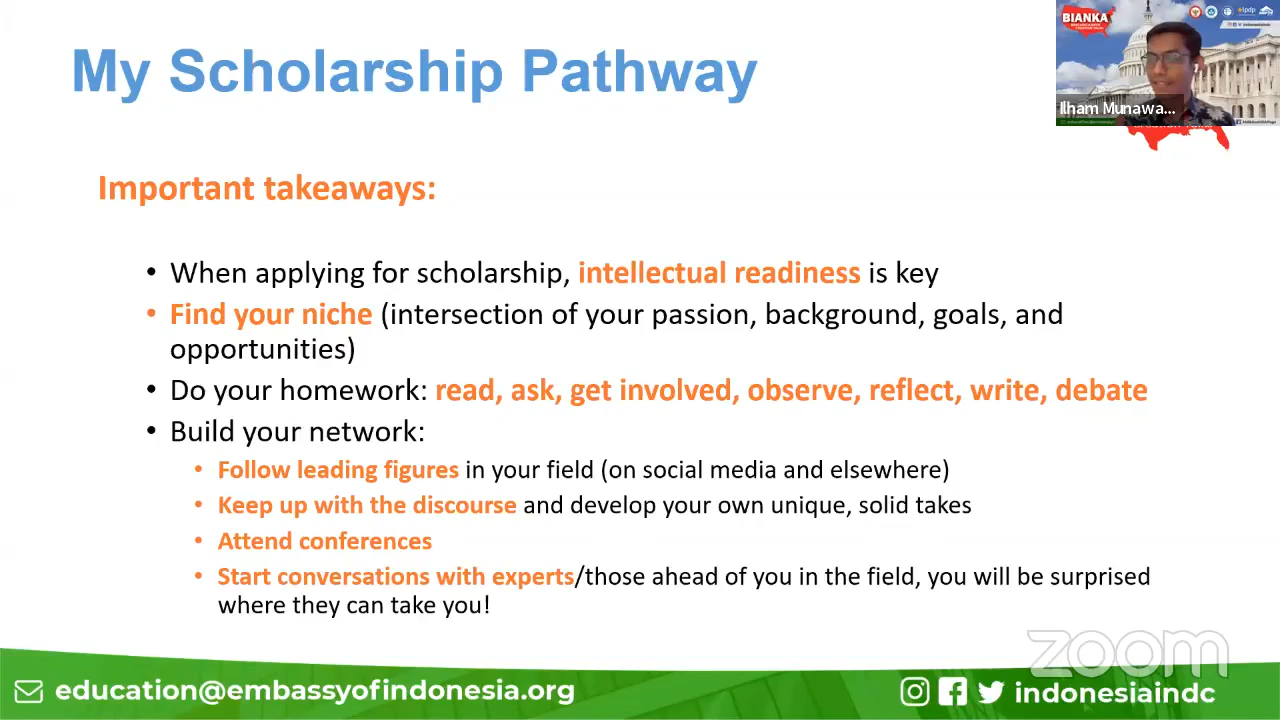 My Scholarship Pathway
BIANKA
lpdp
Ilham Munawa...
Important takeaways:
• When applying for scholarship, intellectual readiness is key
• Find your niche (intersection of your passion, background, goals, and
opportunities)
• Do your homework: read, ask, get involved, observe, reflect, write, debate
• Build your network:
• Follow leading figures in your field (on social media and elsewhere)
• Keep up with the discourse and develop your own unique, solid takes
• Attend conferences
• Start conversations with experts/those ahead of you in the field, you will be surprised
where they can take you!
zoom
education@embassyofindonesia.org
indonesiaindc